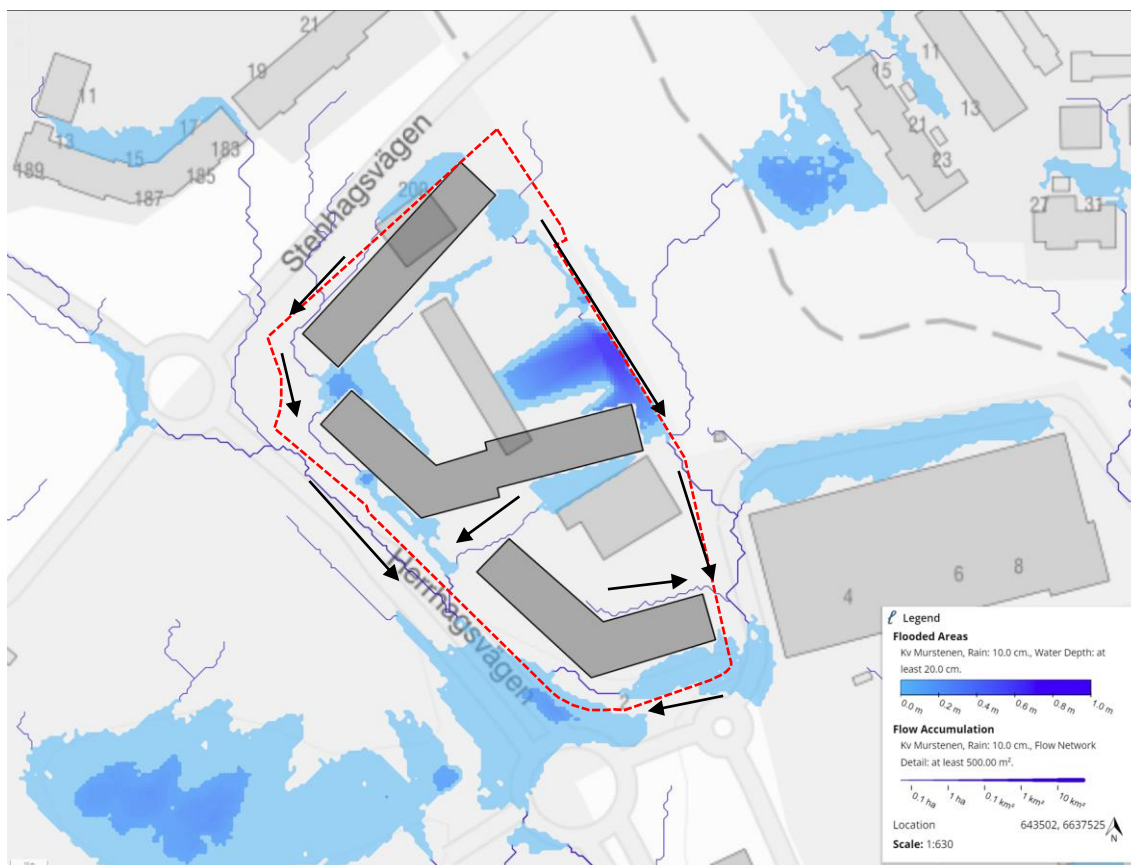 21
19
11
13
17
15
183
185
187
189
Stenhagsvägen
200
15
11
13
21
23
27
31
Herrhagsvägen
2
4
6
8
Legend
Flooded Areas
Kv Murstenen, Rain: 10.0 cm., Water Depth: at
least 20.0 cm.
0.0 m 0.2 m 0.4 m 0.6 m 0.8 m 1.0 m
Flow Accumulation
Kv Murstenen, Rain: 10.0 cm., Flow Network
Detail: at least 500.00 m².
0.1 ha 1 ha 0.1 km² 1 km² 10 km²
Location 643502, 6637525
Scale: 1:630
N